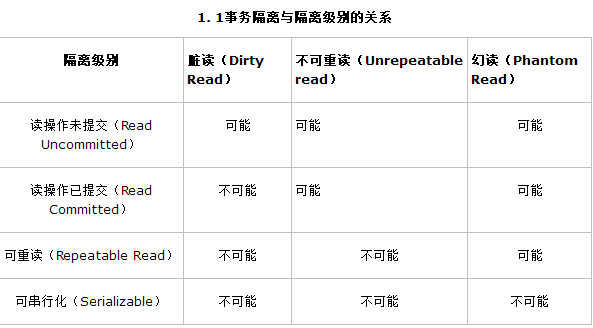 1. 1事务隔离与隔离级别的关系
隔离级别 脏读（Dirty 不可重读（Unrepeatable 幻读（Phantom
Read） read） Read）
读操作未提交（Read 可能 可能 可能
Uncommitted）
读操作已提交（Read 不可能 可能 可能
Committed）
可重读（Repeatable Read） 不可能 不可能 可能
可串行化（Serializable） 不可能 不可能 不可能